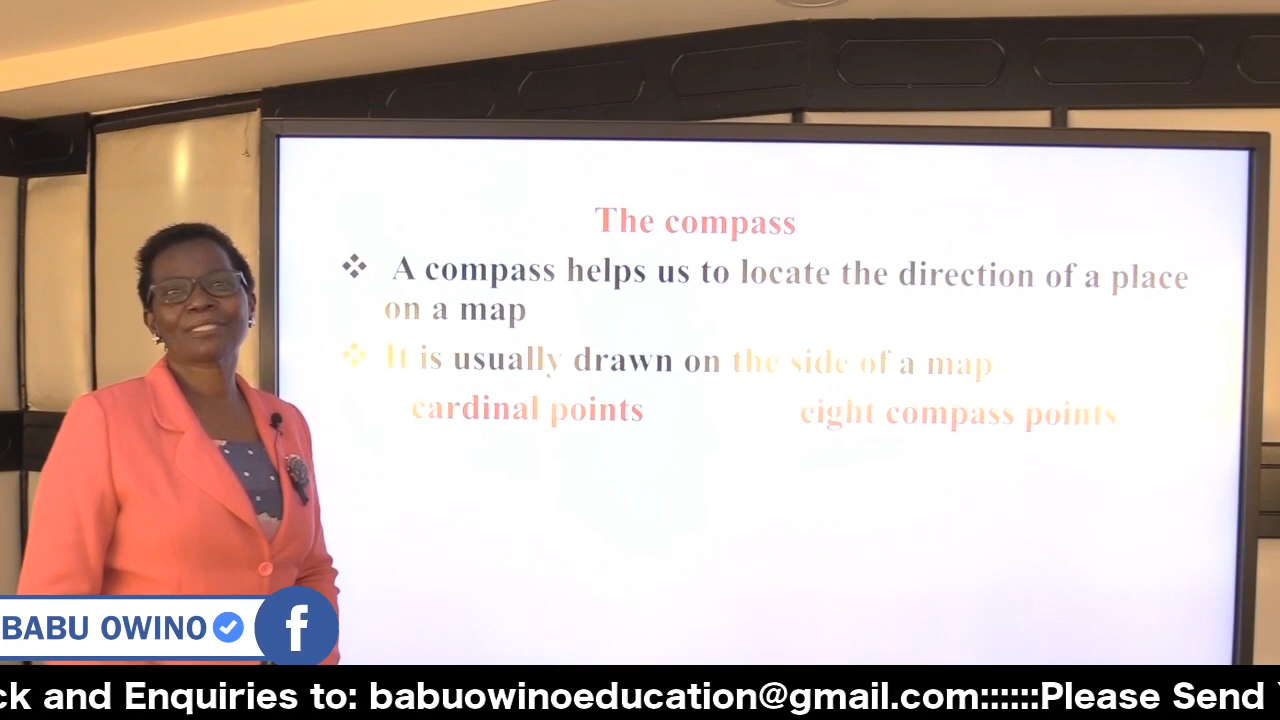 The compass
❖ A compass helps us to locate the direction of a place
on a map
❖ It is usually drawn on the side of a map
cardinal points eight compass points
BABU OWINO
f
ck and Enquiries to: babuowinoeducation@gmail.com::::::Please Send